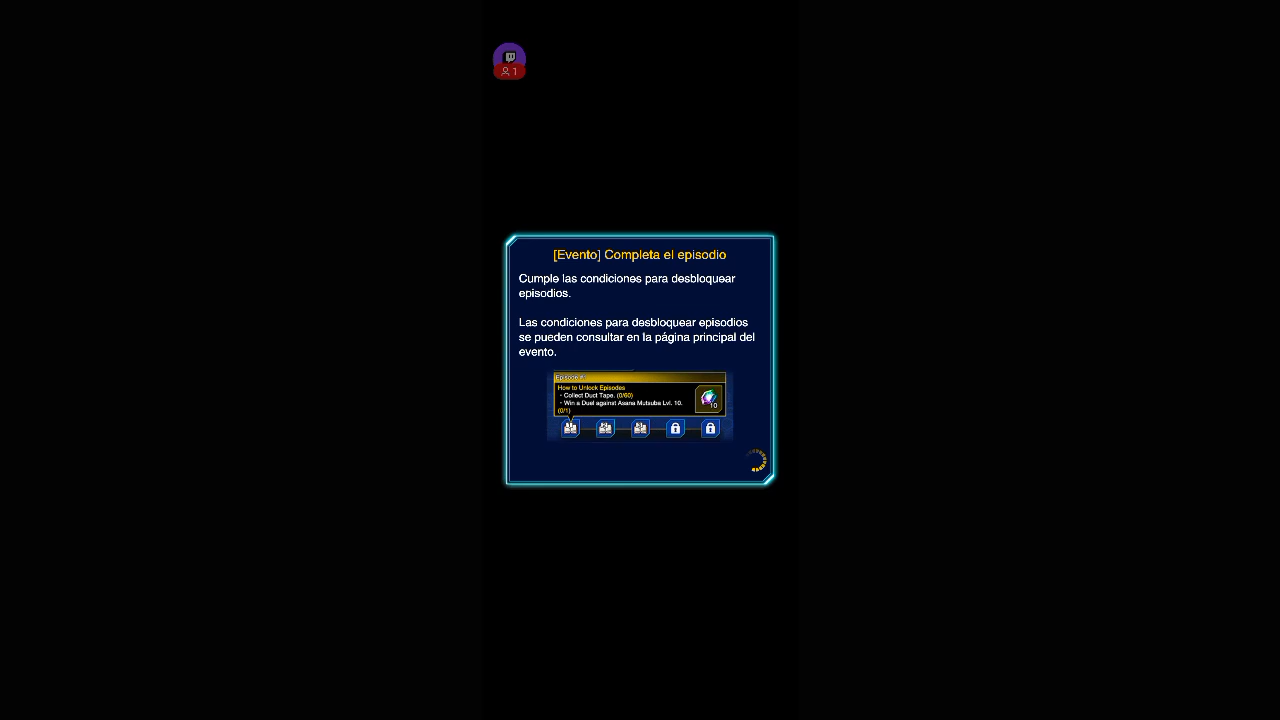 1
[Evento] Completa el episodio
Cumple las condiciones para desbloquear
episodios.
Las condiciones para desbloquear episodios
se pueden consultar en la página principal del
evento.
Episode #1
How to Unlock Episodes
・Collect Duct Tape. (0/60)
・Win a Duel against Asana Mutsuba Lvl. 10.
(0/1)
10